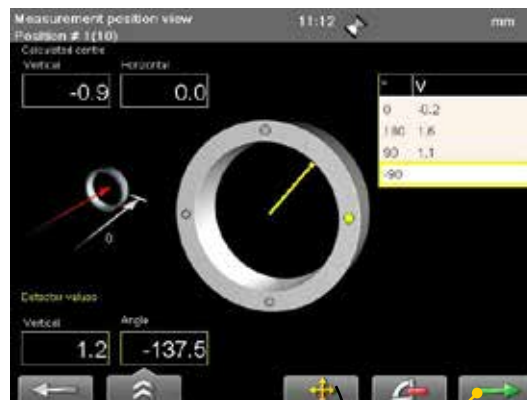 Measurement position view 11:12 mm
Position # 1(10)
Calculated centre
Vertical Horizontal
-0.9 0.0
° V
0 -0.2
180 1.6
90 1.1
-90
0
Detector values
Vertical Angle
1.2 -137.5